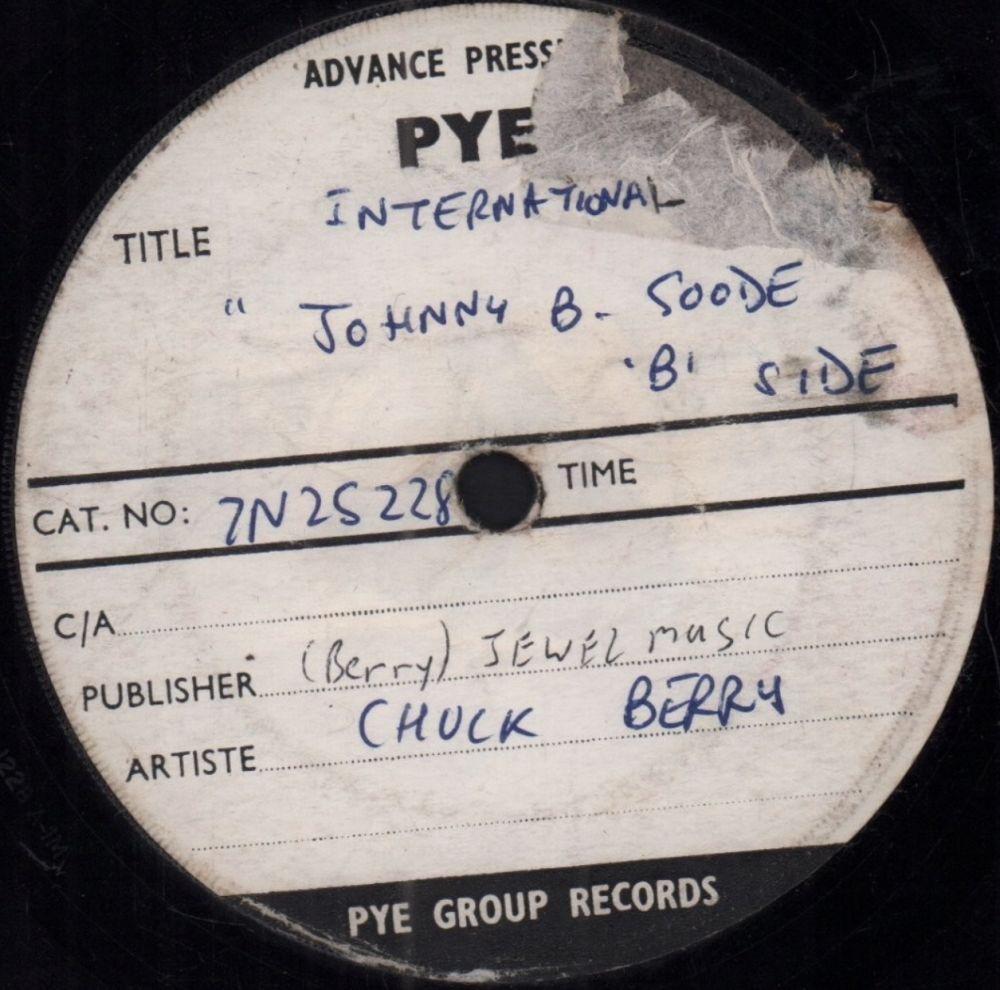 ADVANCE PRESS
PYE
INTERNATIONAL
TITLE
" JOHNNY B. GOODE
'B' SIDE
CAT. NO: 7N25228 TIME
C/A
PUBLISHER (Berry) JEWEL MUSIC
ARTISTE CHUCK BERRY
PYE GROUP RECORDS